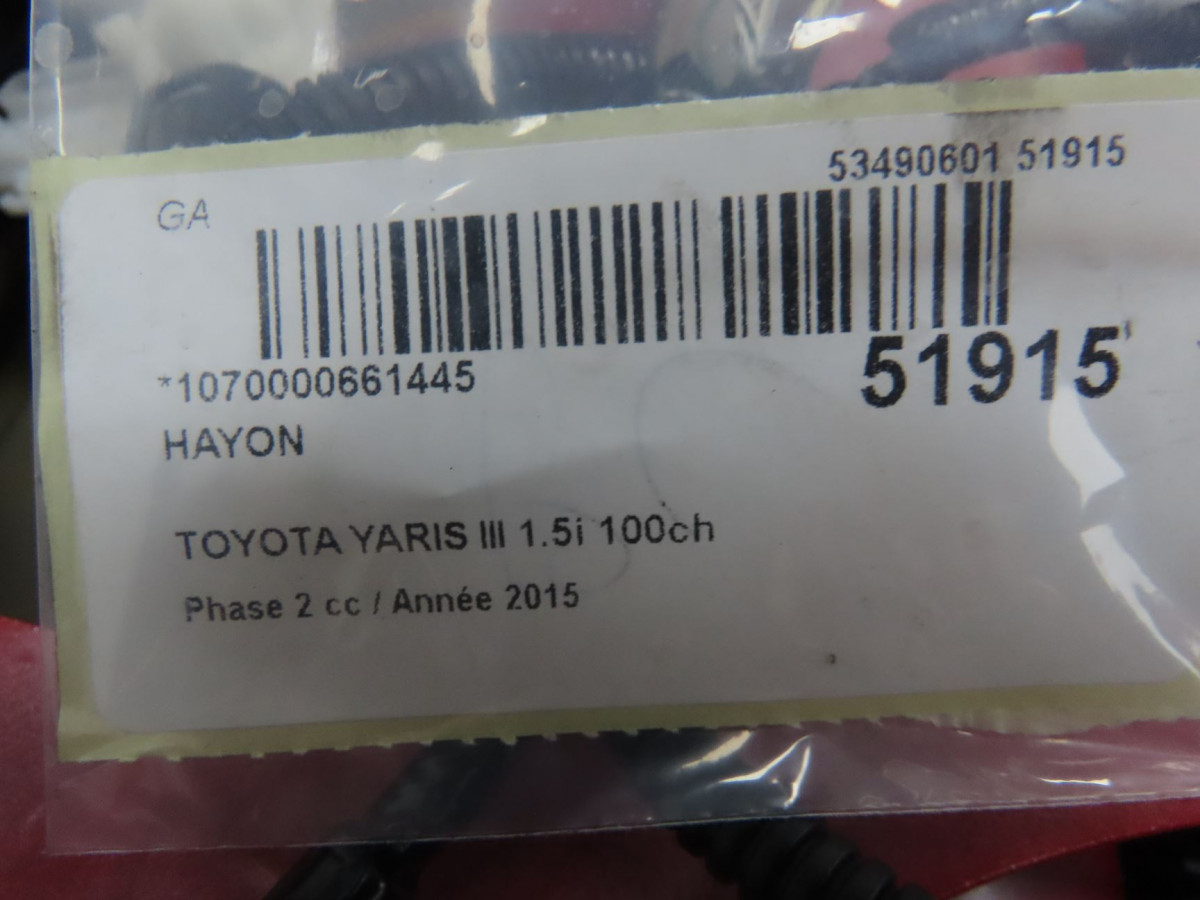 53490601 51915
GA
*1070000661445
51915
HAYON
TOYOTA YARIS III 1.5i 100ch
Phase 2 cc / Année 2015